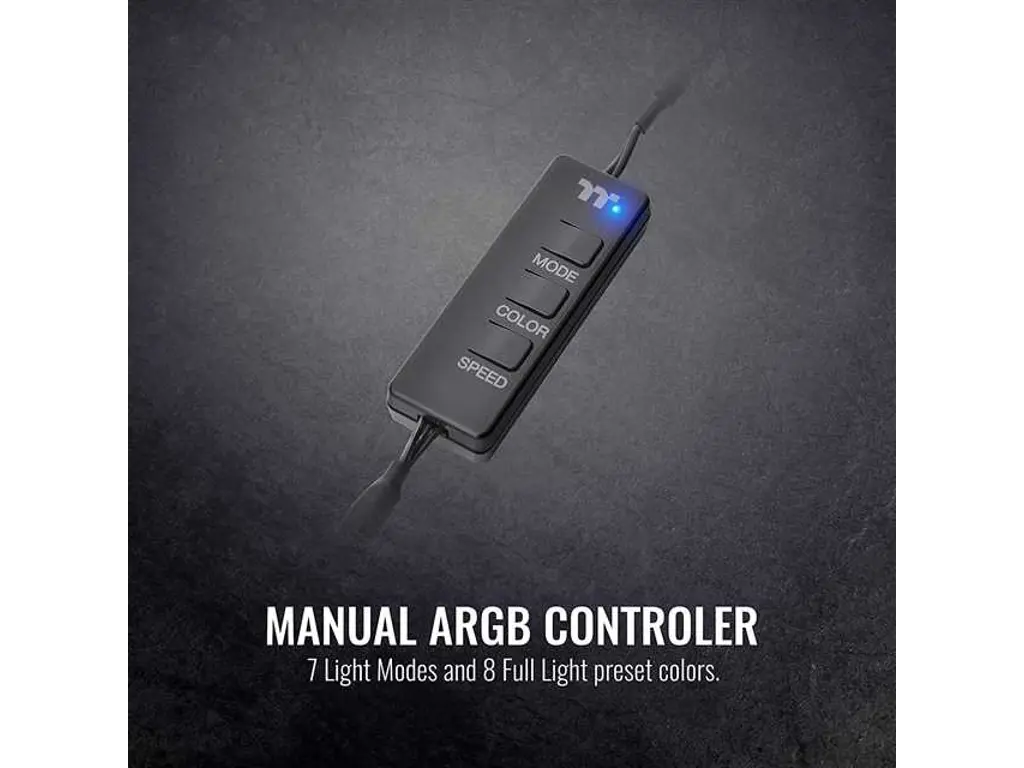 MODE
COLOR
SPEED
MANUAL ARGB CONTROLER
7 Light Modes and 8 Full Light preset colors.